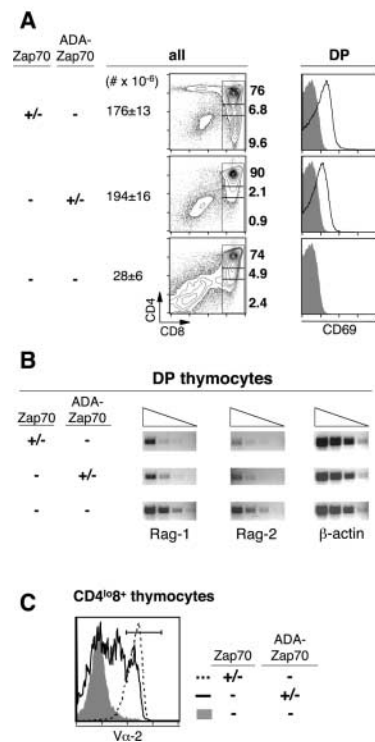 A
ADA-
Zap70 Zap70 all DP
(# x 10⁻⁶)
+/- - 176±13 76
6.8
9.6
- +/- 194±16 90
2.1
0.9
- - 28±6 74
4.9
2.4
CD4
CD8 CD69
B
DP thymocytes
ADA-
Zap70 Zap70
+/- -
- +/-
- -
Rag-1 Rag-2 β-actin
C
CD4ˡᵒ8⁺ thymocytes
ADA-
Zap70 Zap70
+/- -
- +/-
- -
Vα-2